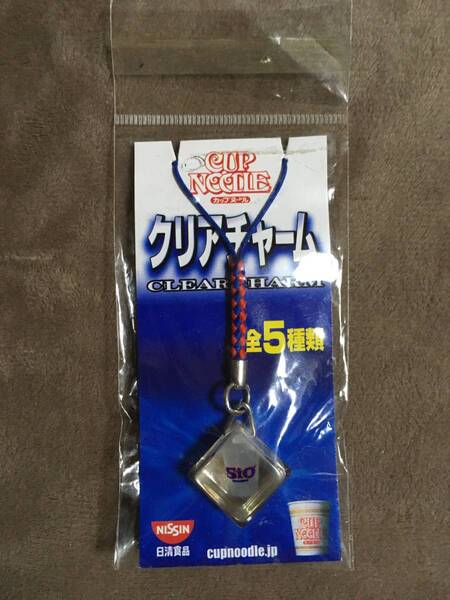 CUP
NOODLE
カップヌードル
クリアチャーム
CLEAR CHARM
全5種類
SiO
NISSIN
日清食品
cupnoodle.jp
CUP
NOODLE